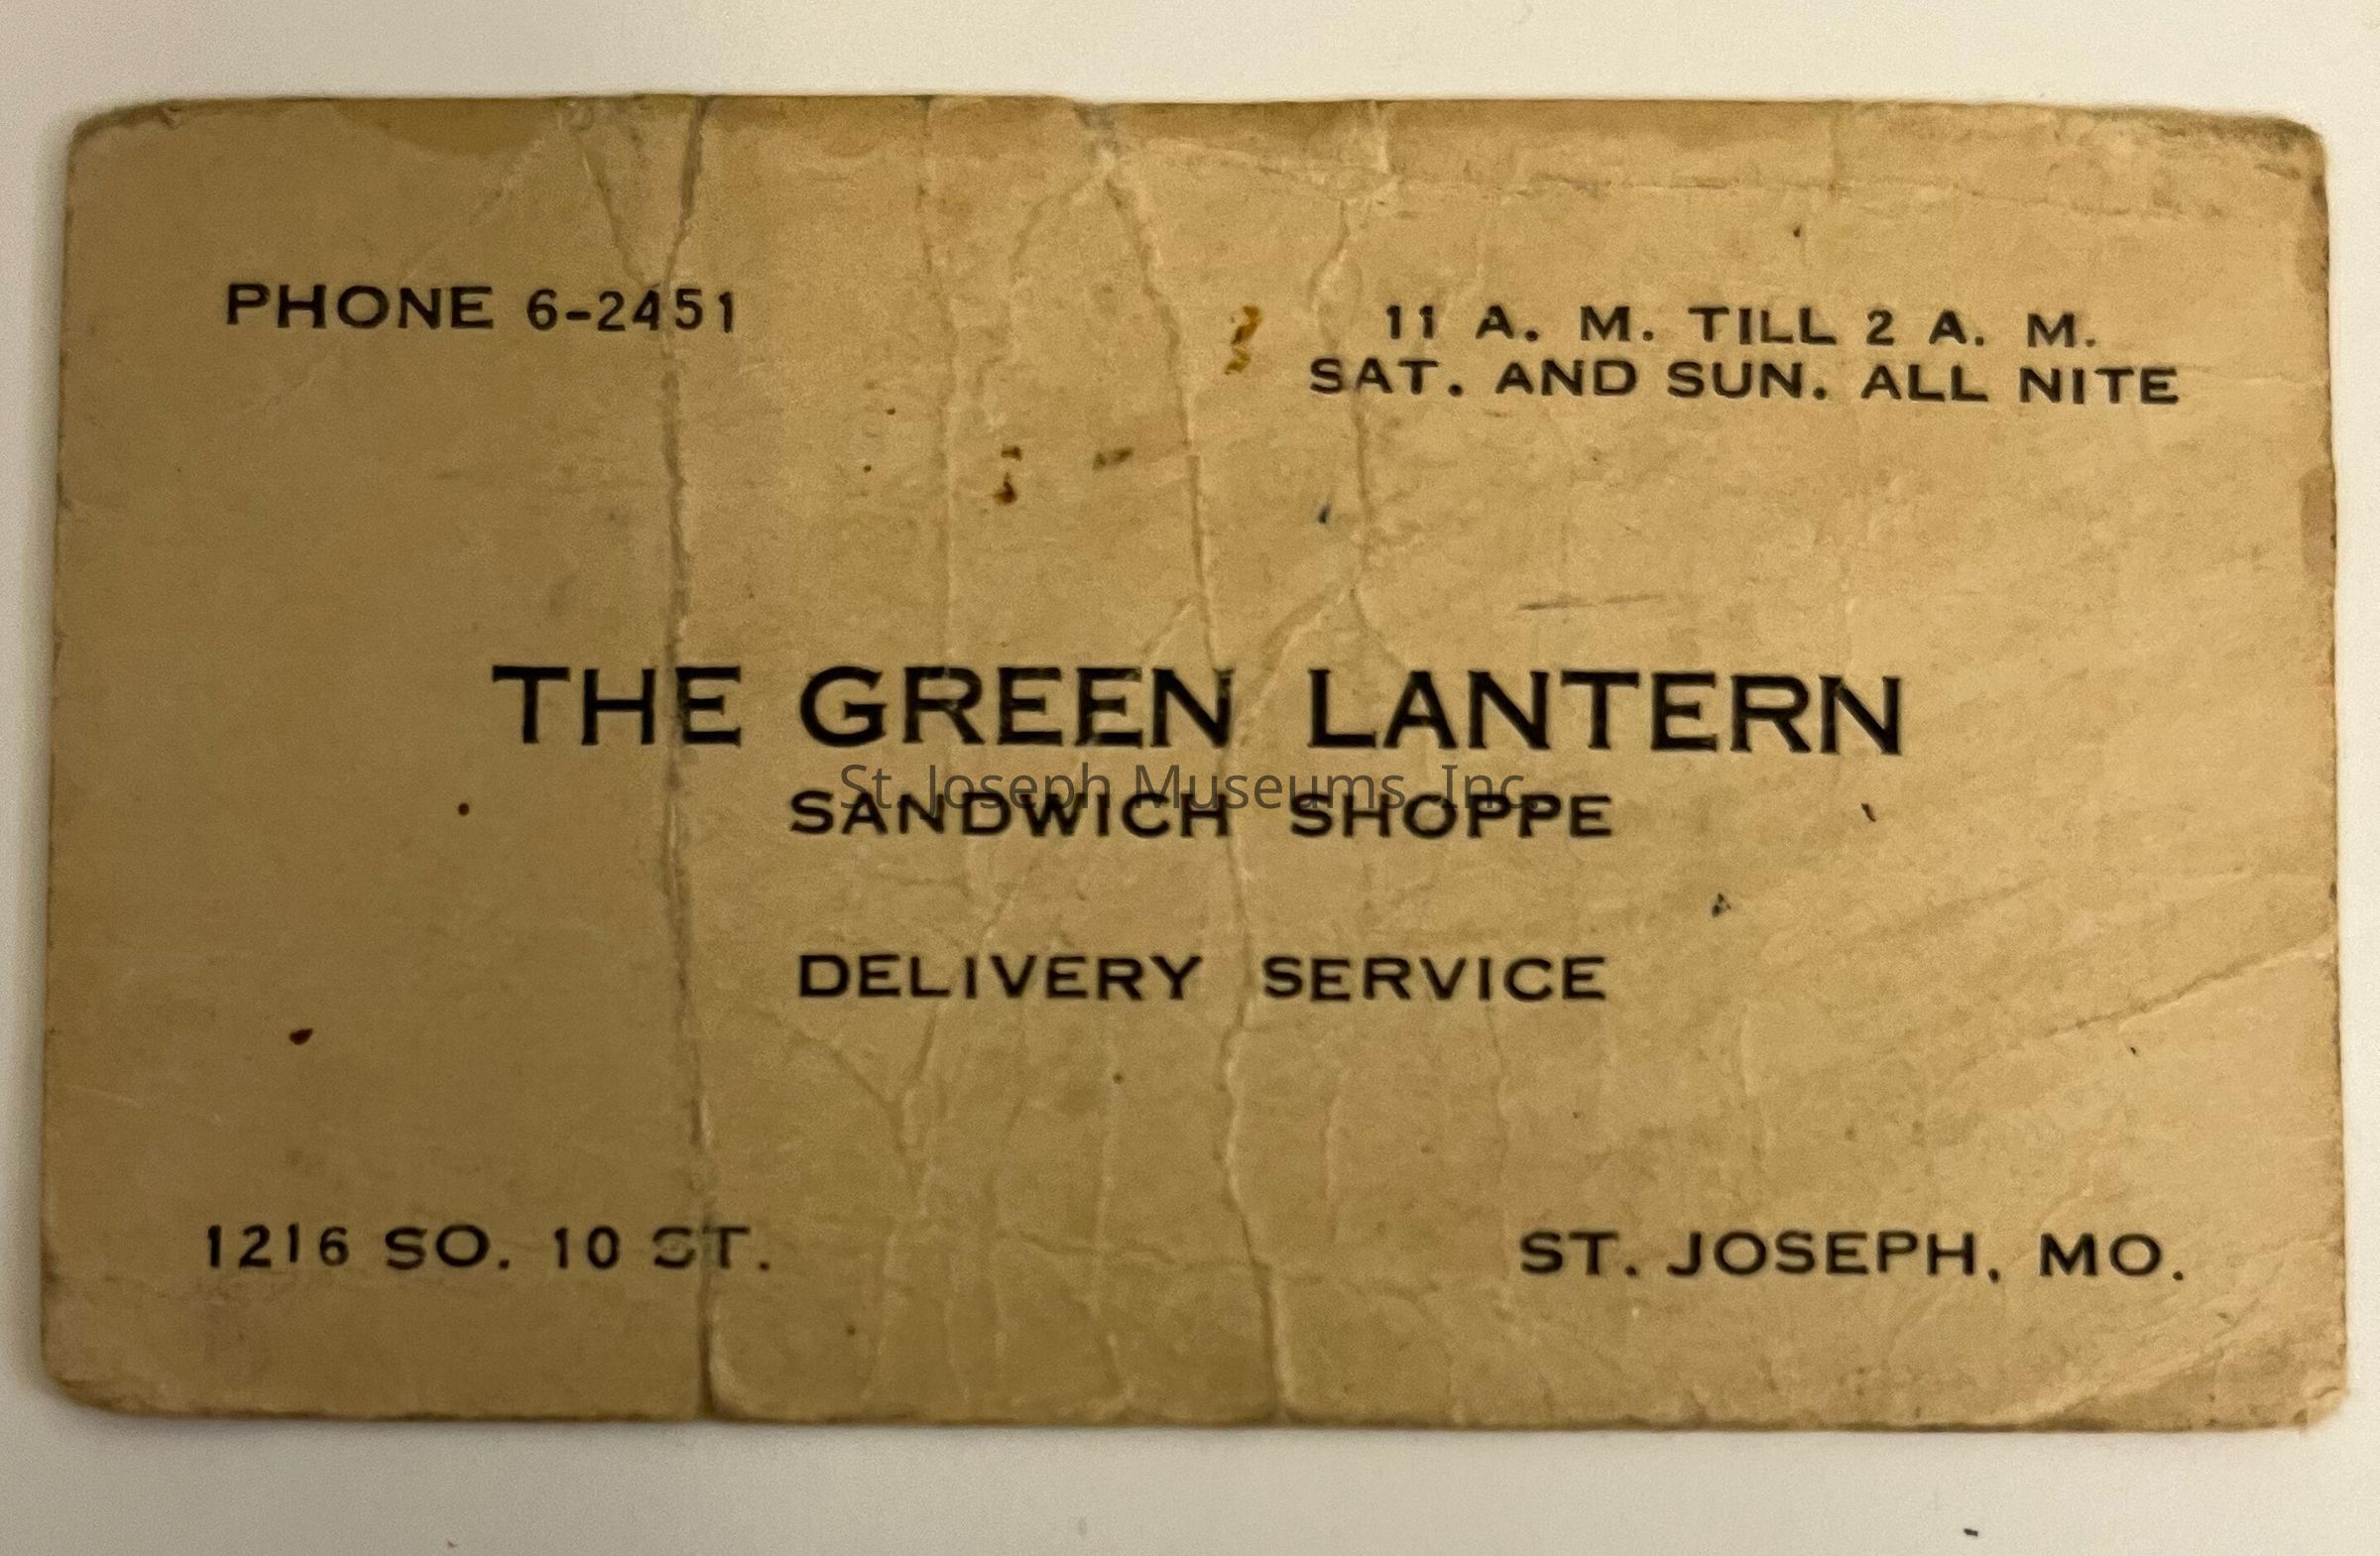 PHONE 6-2451
11 A. M. TILL 2 A. M.
SAT. AND SUN. ALL NITE
THE GREEN LANTERN
St. Joseph Museums, Inc.
SANDWICH SHOPPE
DELIVERY SERVICE
1216 SO. 10 ST.
ST. JOSEPH, MO.